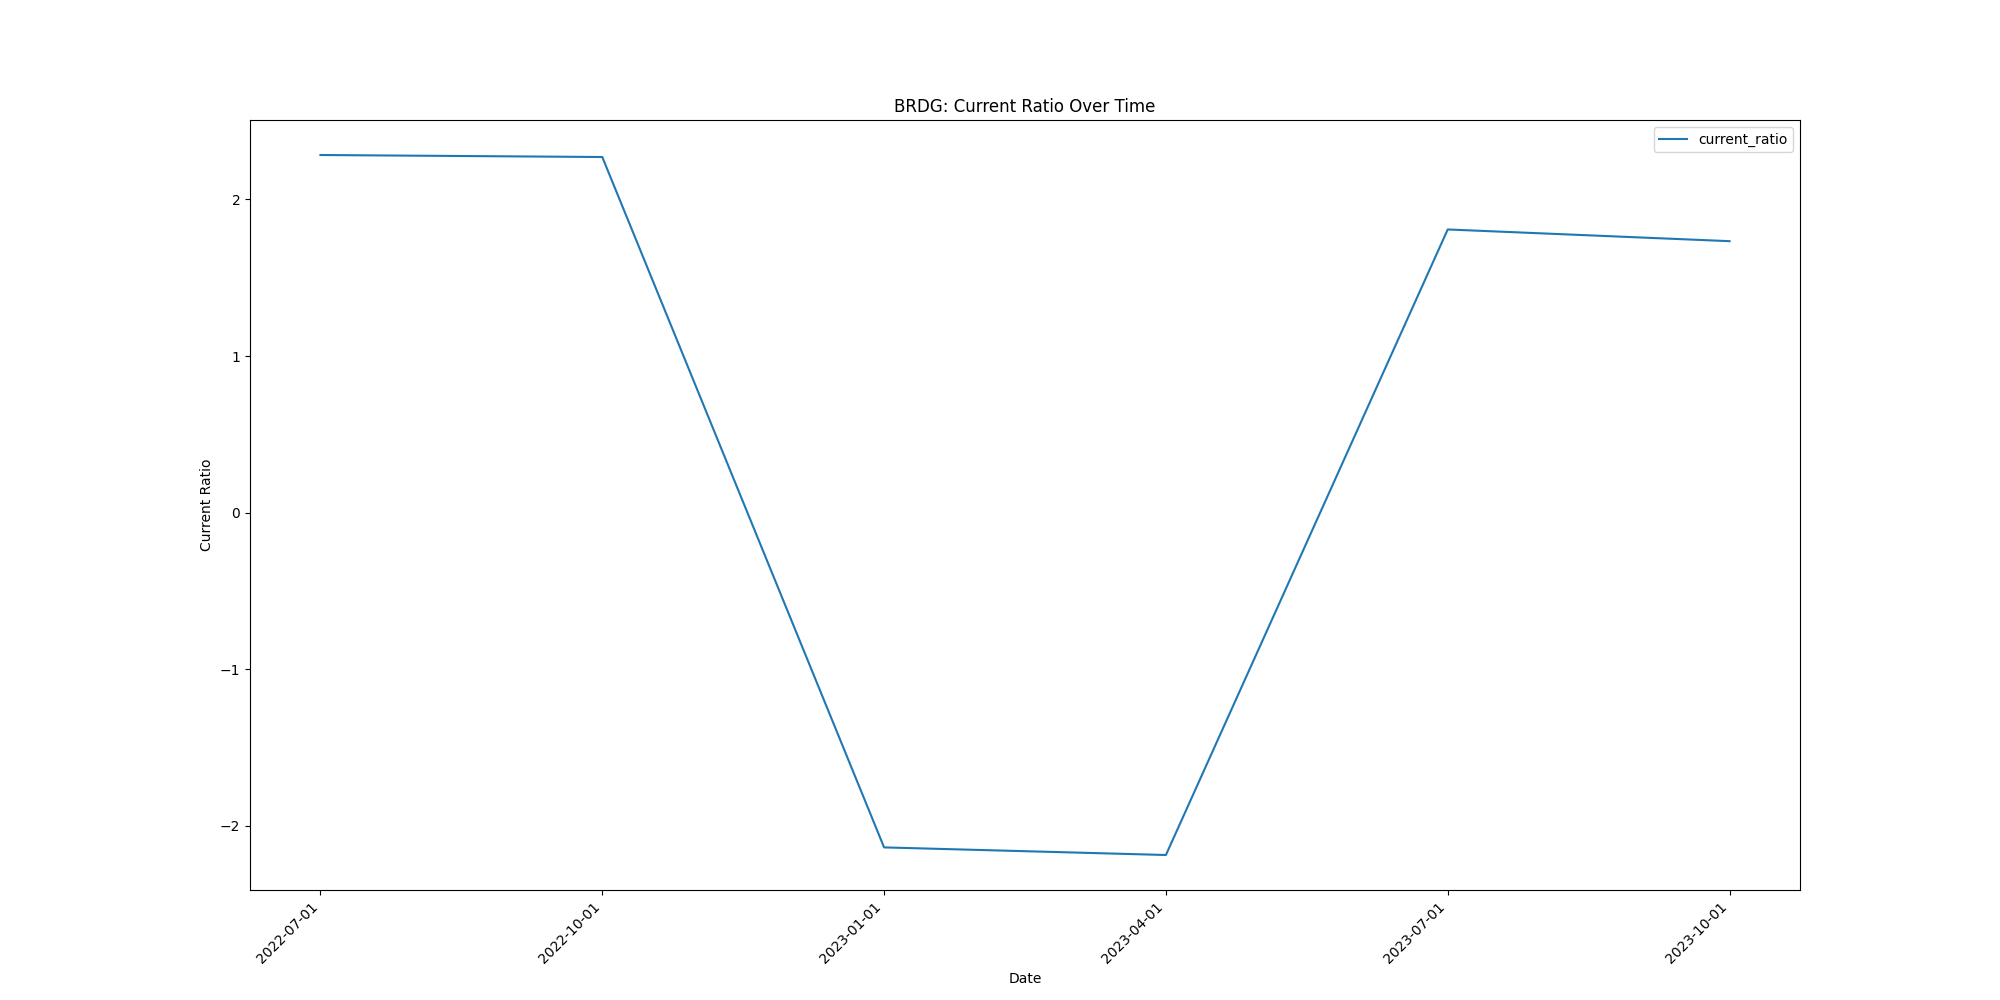 BRDG: Current Ratio Over Time
current_ratio
Current Ratio
2
1
0
−1
−2
2022-07-01
2022-10-01
2023-01-01
2023-04-01
2023-07-01
2023-10-01
Date